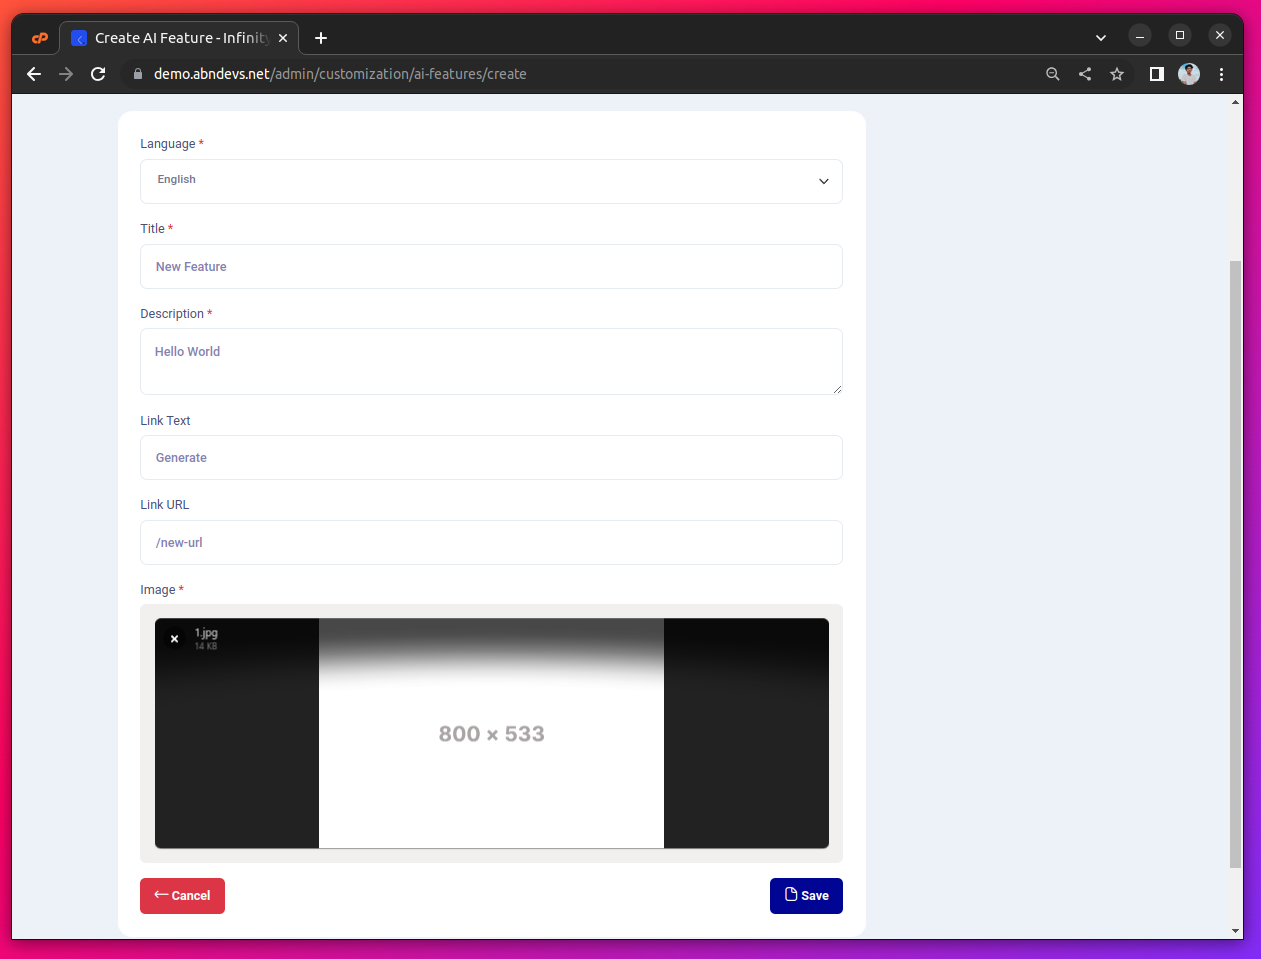 Create AI Feature - Infinity
demo.abndevs.net/admin/customization/ai-features/create
Language *
English
Title *
New Feature
Description *
Hello World
Link Text
Generate
Link URL
/new-url
Image *
1.jpg
14 KB
800 × 533
Cancel
Save